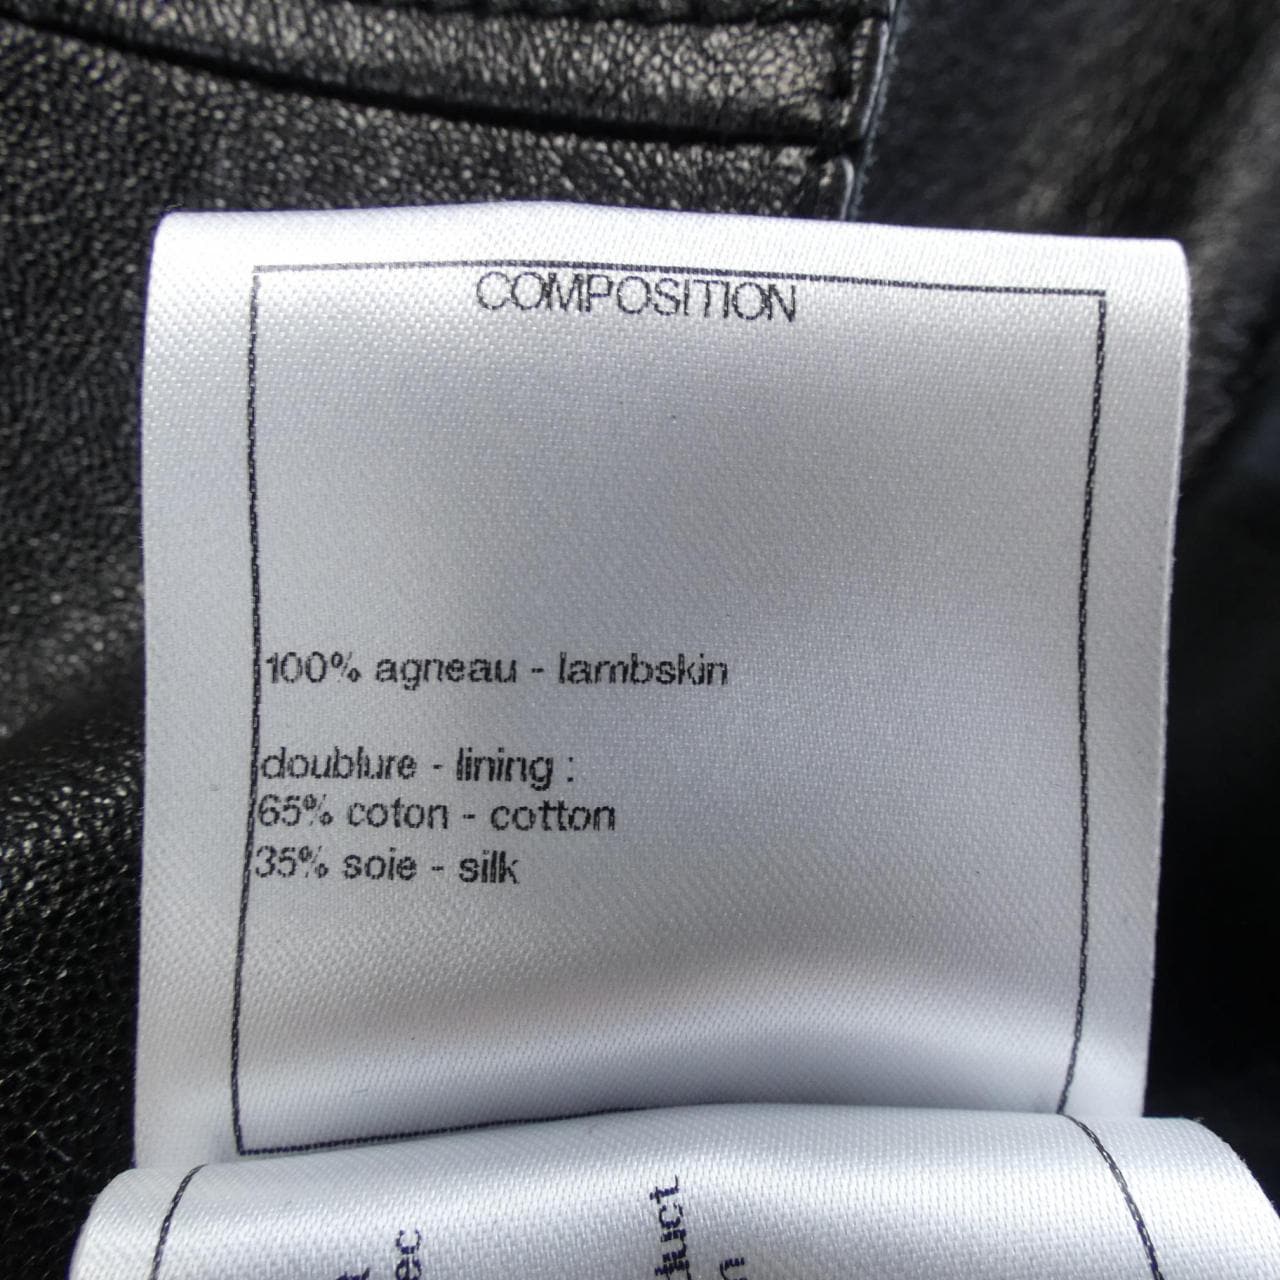 COMPOSITION
100% agneau - lambskin
doublure - lining :
65% coton - cotton
35% soie - silk